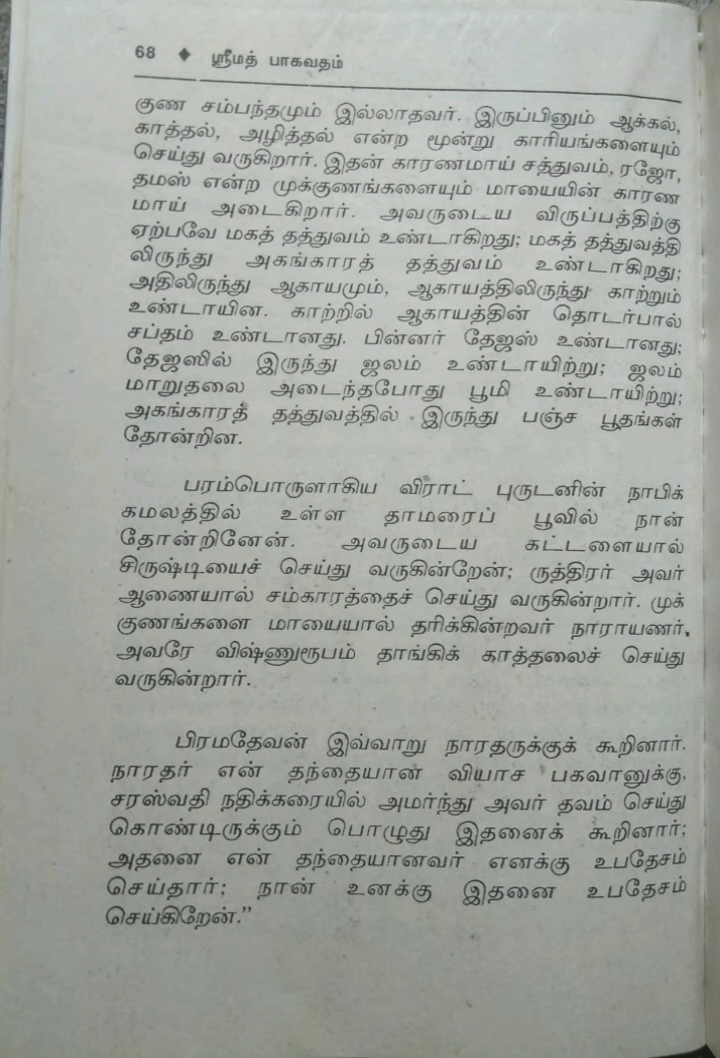 68 ◆ ஸ்ரீமத் பாகவதம்
குண சம்பந்தமும் இல்லாதவர். இருப்பினும் ஆக்கல்,
காத்தல், அழித்தல் என்ற மூன்று காரியங்களையும்
செய்து வருகிறார். இதன் காரணமாய் சத்துவம், ரஜோ,
தமஸ் என்ற முக்குணங்களையும் மாயையின் காரண
மாய் அடைகிறார். அவருடைய விருப்பத்திற்கு
ஏற்பவே மகத் தத்துவம் உண்டாகிறது; மகத் தத்துவத்தி
லிருந்து அகங்காரத் தத்துவம் உண்டாகிறது;
அதிலிருந்து ஆகாயமும், ஆகாயத்திலிருந்து காற்றும்
உண்டாயின. காற்றில் ஆகாயத்தின் தொடர்பால்
சப்தம் உண்டானது. பின்னர் தேஜஸ் உண்டானது;
தேஜஸில் இருந்து ஜலம் உண்டாயிற்று; ஜலம்
மாறுதலை அடைந்தபோது பூமி உண்டாயிற்று;
அகங்காரத் தத்துவத்தில் இருந்து பஞ்ச பூதங்கள்
தோன்றின.
பரம்பொருளாகிய விராட் புருடனின் நாபிக்
கமலத்தில் உள்ள தாமரைப் பூவில் நான்
தோன்றினேன். அவருடைய கட்டளையால்
சிருஷ்டியைச் செய்து வருகின்றேன்; ருத்திரர் அவர்
ஆணையால் சம்காரத்தைச் செய்து வருகின்றார். முக்
குணங்களை மாயையால் தரிக்கின்றவர் நாராயணர்.
அவரே விஷ்ணுரூபம் தாங்கிக் காத்தலைச் செய்து
வருகின்றார்.
பிரமதேவன் இவ்வாறு நாரதருக்குக் கூறினார்.
நாரதர் என் தந்தையான வியாச பகவானுக்கு,
சரஸ்வதி நதிக்கரையில் அமர்ந்து அவர் தவம் செய்து
கொண்டிருக்கும் பொழுது இதனைக் கூறினார்;
அதனை என் தந்தையானவர் எனக்கு உபதேசம்
செய்தார்; நான் உனக்கு இதனை உபதேசம்
செய்கிறேன்.”